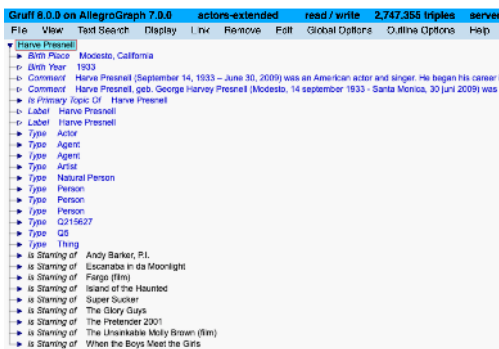 Gruff 8.0.0 on AllegroGraph 7.0.0 actors-extended read / write 2,747,355 triples server
File View Text Search Display Link Remove Edit Global Options Outline Options Help
Harve Presnell
Birth Place Modesto, California
Birth Year 1933
Comment Harve Presnell (September 14, 1933 – June 30, 2009) was an American actor and singer. He began his career
Comment Harve Presnell, geb. George Harvey Presnell (Modesto, 14 september 1933 - Santa Monica, 30 juni 2009) was
Is Primary Topic Of Harve Presnell
Label Harve Presnell
Label Harve Presnell
Type Actor
Type Agent
Type Agent
Type Artist
Type Natural Person
Type Person
Type Person
Type Person
Type Q215627
Type Q5
Type Thing
is Starring of Andy Barker, P.I.
is Starring of Escanaba in da Moonlight
is Starring of Fargo (film)
is Starring of Island of the Haunted
is Starring of Super Sucker
is Starring of The Glory Guys
is Starring of The Pretender 2001
is Starring of The Unsinkable Molly Brown (film)
is Starring of When the Boys Meet the Girls